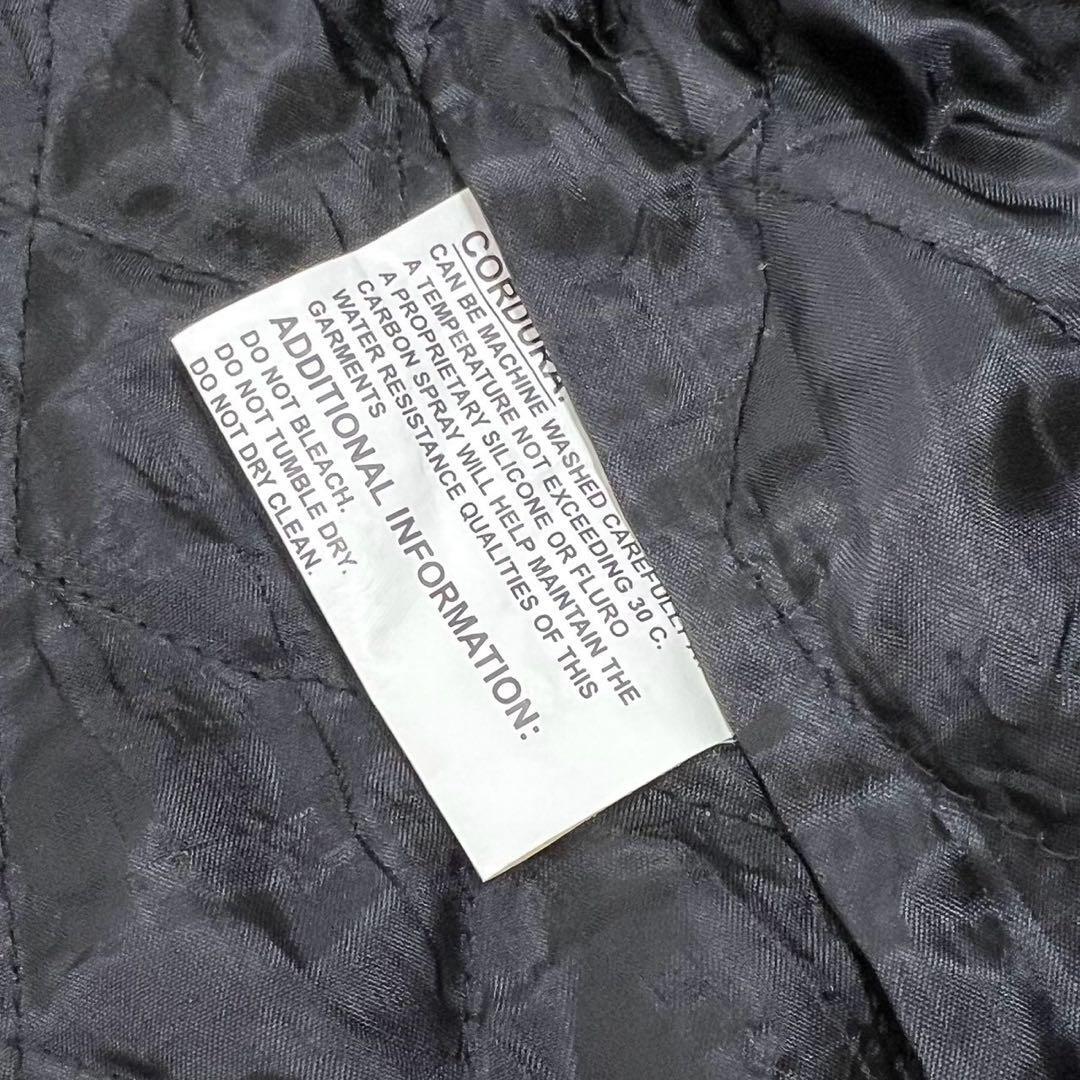 CORDURA:
CAN BE MACHINE WASHED CAREFULLY
A TEMPERATURE NOT EXCEEDING 30 C.
A PROPRIETARY SILICONE OR FLURO
CARBON SPRAY WILL HELP MAINTAIN THE
WATER RESISTANCE QUALITIES OF THIS
GARMENTS
ADDITIONAL INFORMATION:
DO NOT BLEACH.
DO NOT TUMBLE DRY.
DO NOT DRY CLEAN.